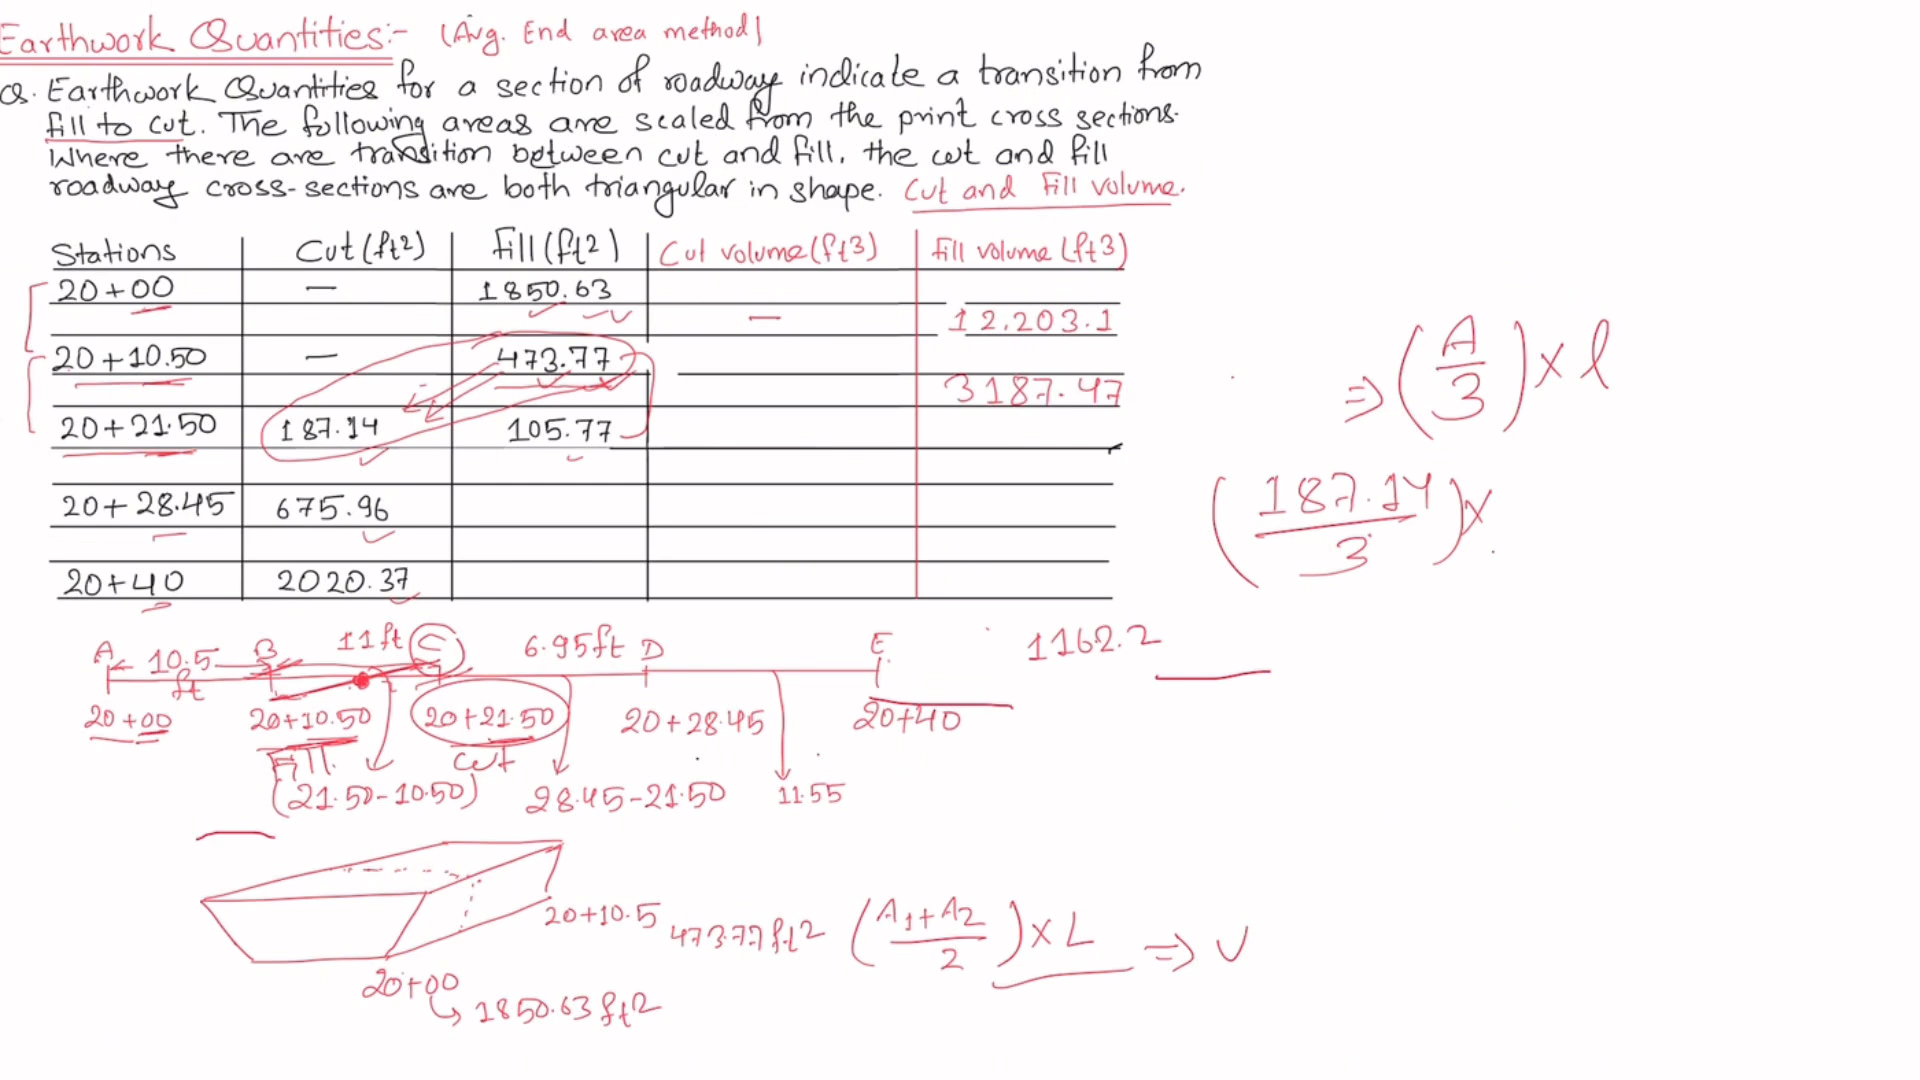 Earthwork Quantities:- (Avg. End area method)
Q. Earthwork Quantities for a section of roadway indicate a transition from
fill to cut. The following areas are scaled from the print cross sections.
Where there are transition between cut and fill, the cut and fill
roadway cross-sections are both triangular in shape. Cut and Fill volume.
Stations Cut (ft2) Fill (ft2) Cut volume (ft3) Fill volume (ft3)
20+00 — 1850.63
— 12,203.1
20+10.50 — 473.77
3187.47
20+21.50 187.14 105.77
20+28.45 675.96
20+40 2020.37
⇒ (A/3) × l
(187.14/3) ×
A 10.5 ft B 11ft C 6.95ft D E 1162.2
20+00 20+10.50 20+21.50 20+28.45 20+40
Fill. Cut
(21.50-10.50) 28.45-21.50 11.55
20+10.5 473.77ft2 (A1+A2/2) × L ⇒ V
20+00
↳ 1850.63 ft2